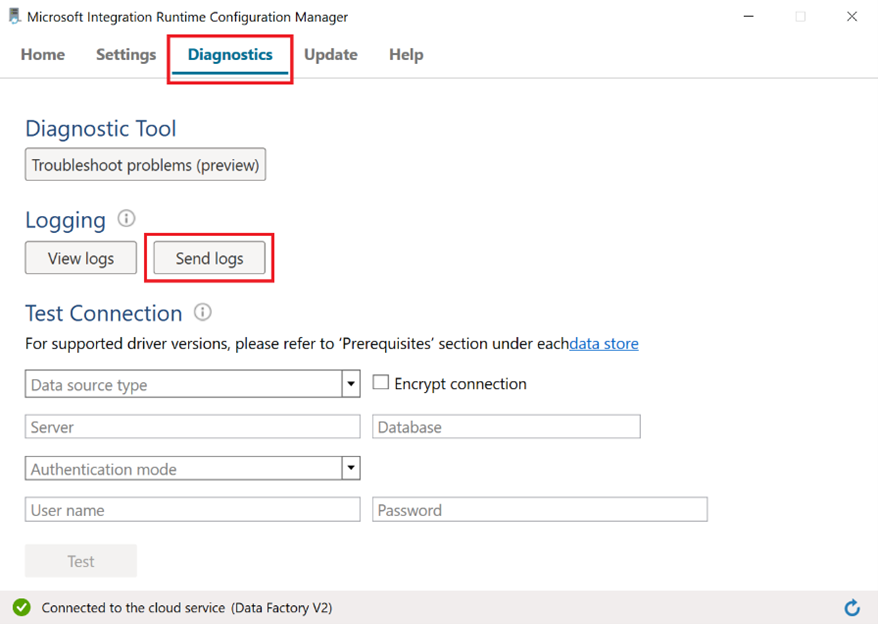 Microsoft Integration Runtime Configuration Manager
Home Settings Diagnostics Update Help
Diagnostic Tool
Troubleshoot problems (preview)
Logging
View logs Send logs
Test Connection
For supported driver versions, please refer to ‘Prerequisites’ section under eachdata store
Data source type Encrypt connection
Server Database
Authentication mode
User name Password
Test
Connected to the cloud service (Data Factory V2)